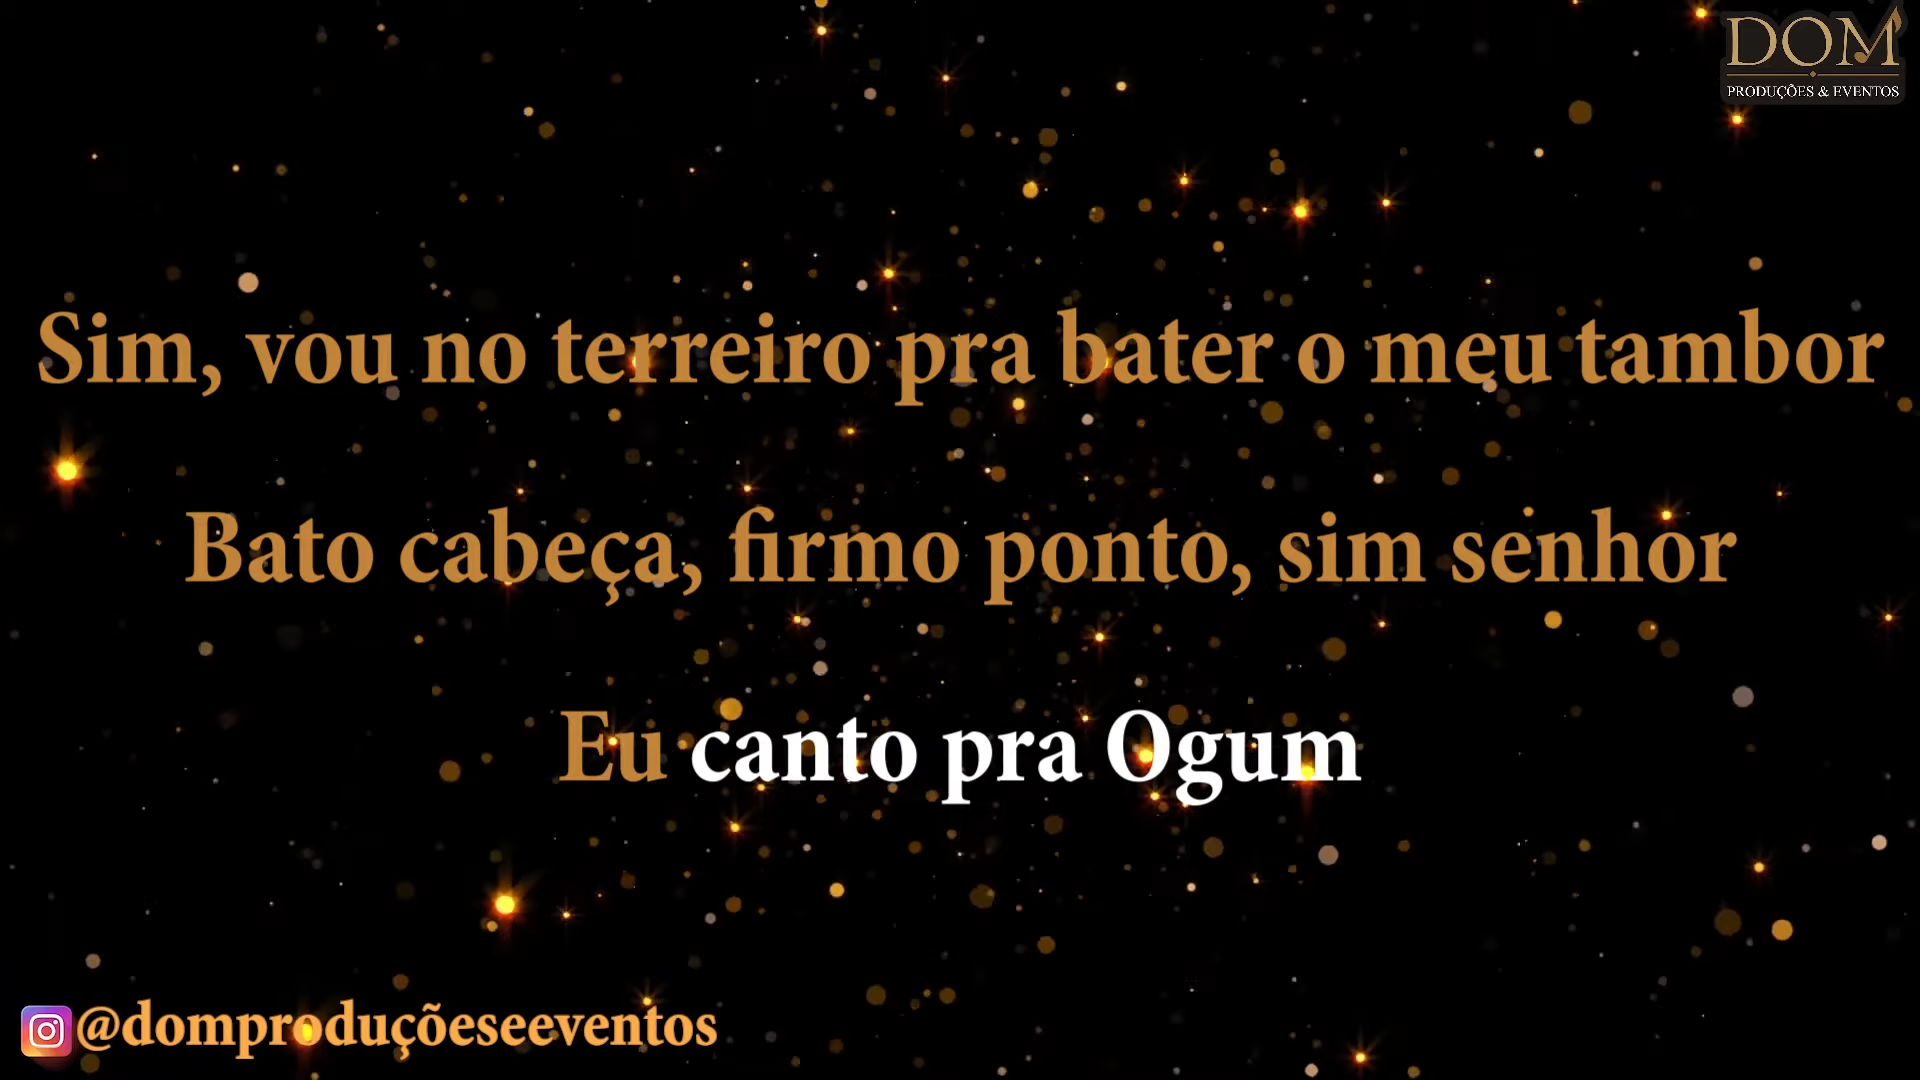 DOM
PRODUÇÕES & EVENTOS
Sim, vou no terreiro pra bater o meu tambor
Bato cabeça, firmo ponto, sim senhor
Eu canto pra Ogum
@domproduçõeseeventos